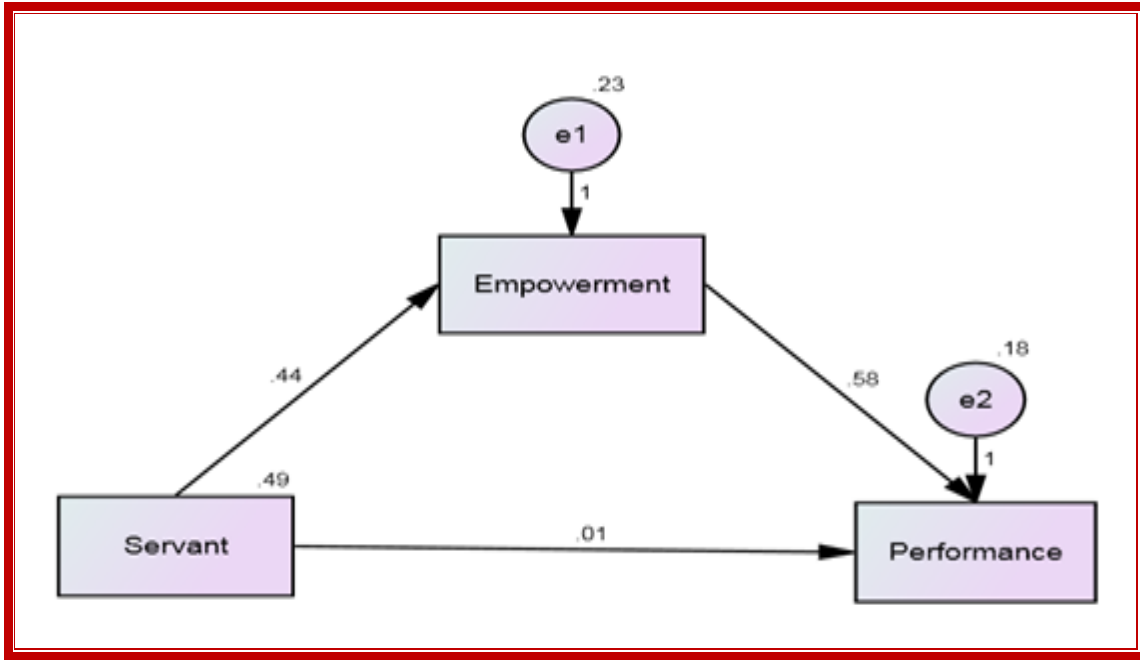 .23
e1
1
Empowerment
.44
.58
.18
e2
1
.49
Servant
.01
Performance